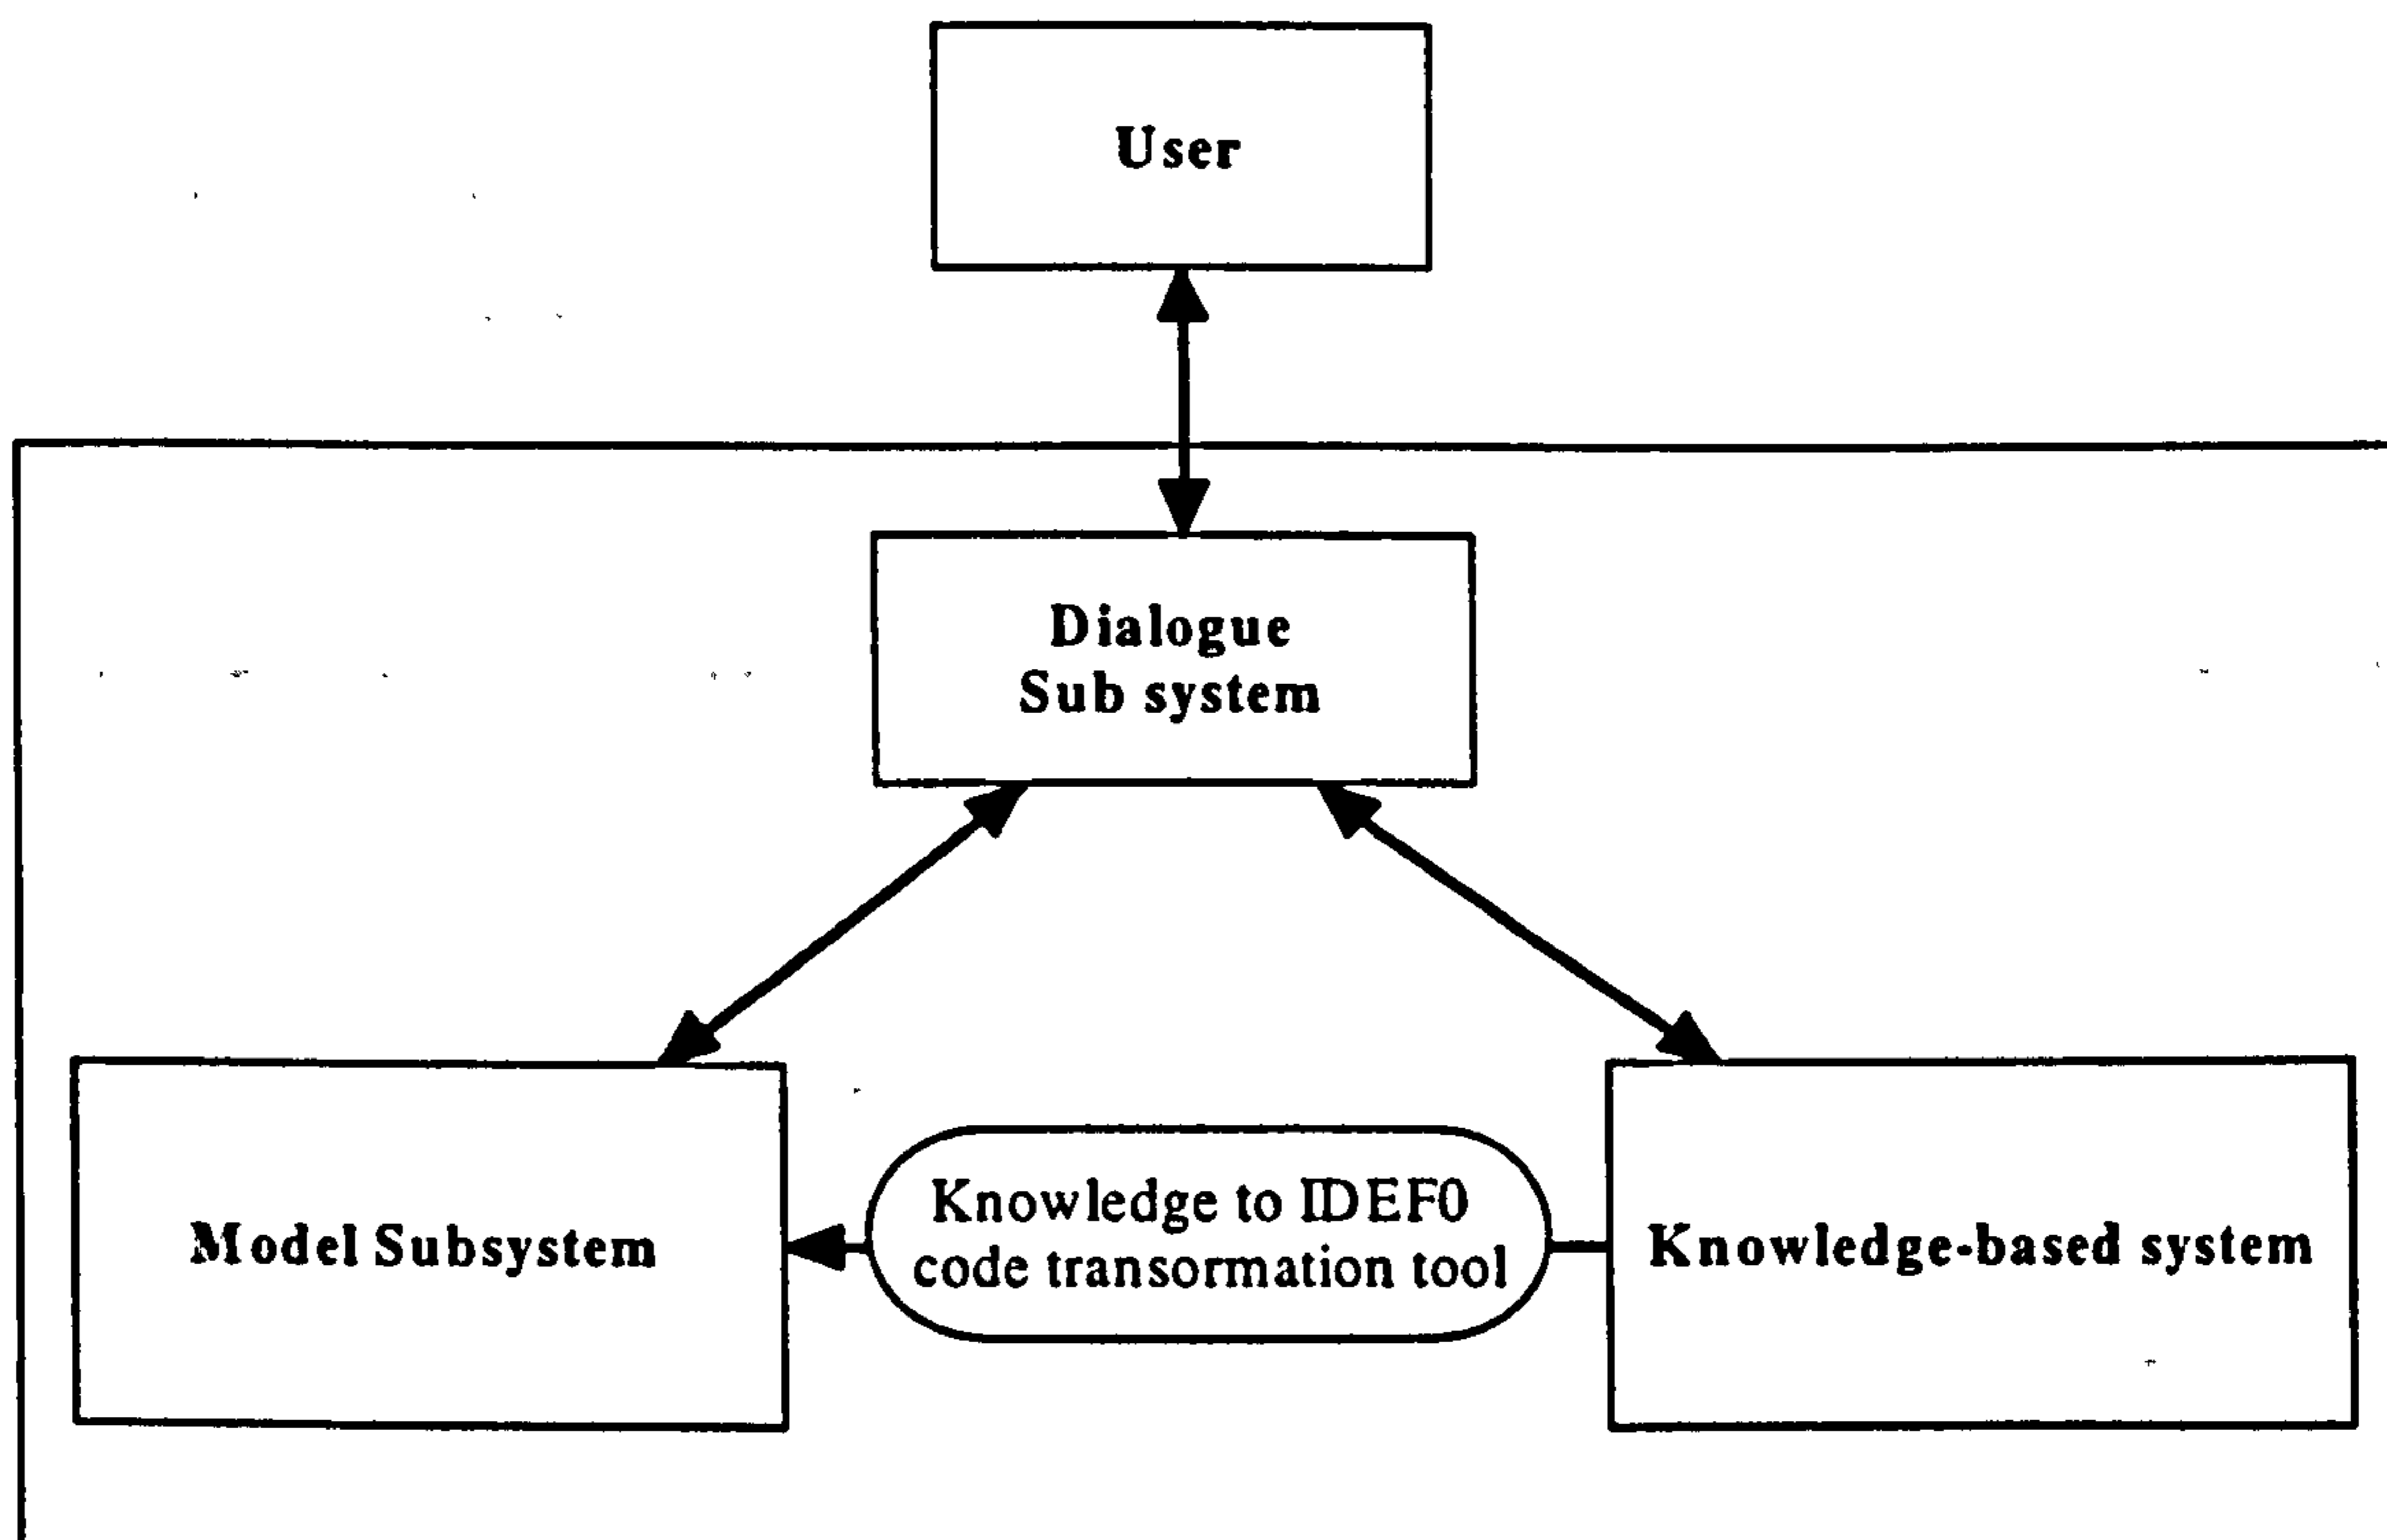 User
Dialogue
Sub system
Knowledge to IDEF0
code transormation tool
Model Subsystem
Knowledge-based system